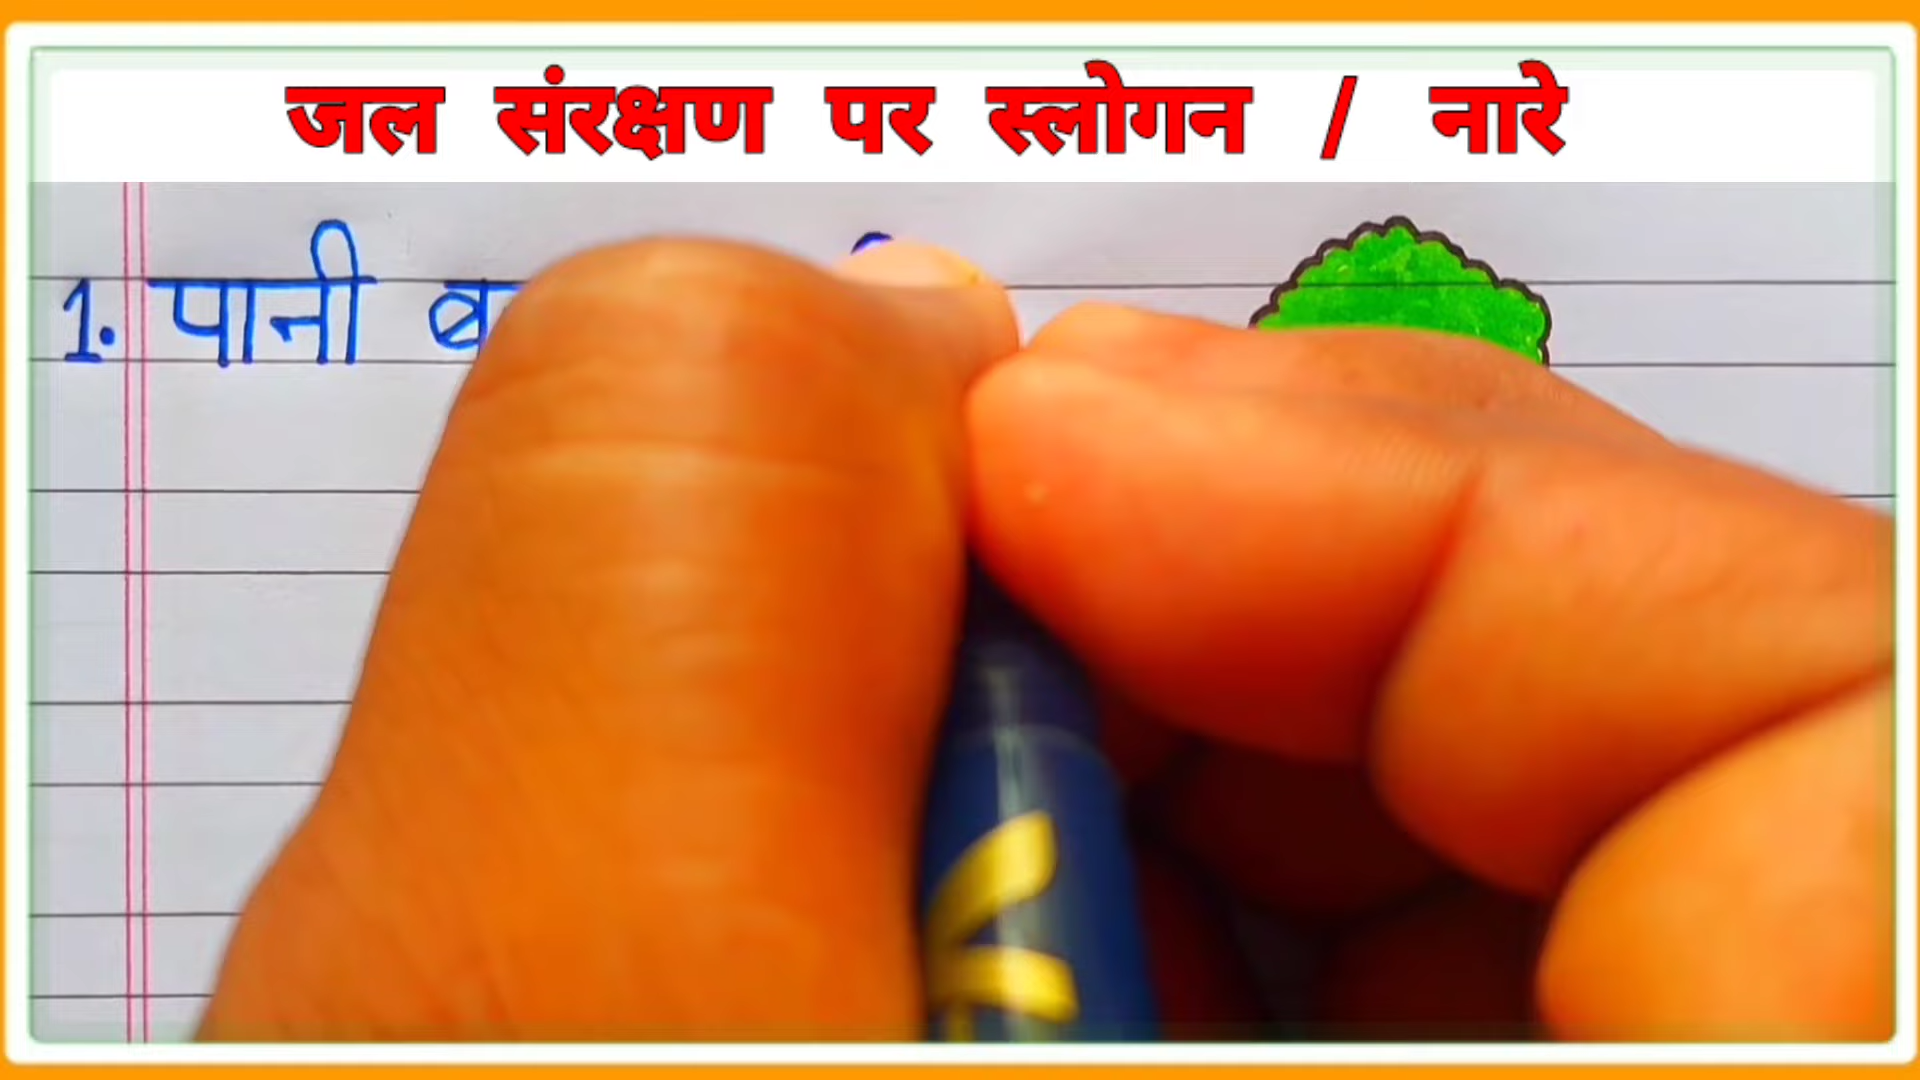 जल संरक्षण पर स्लोगन / नारे
1. पानी